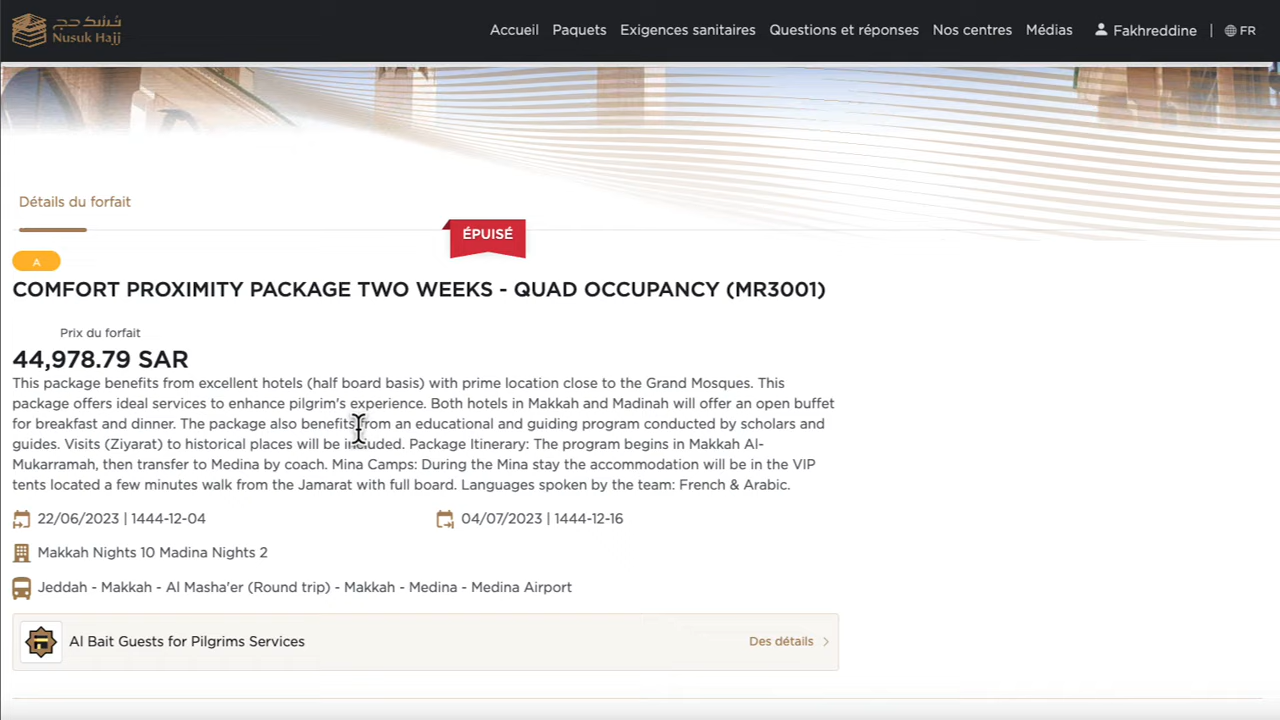 نسك حج
Nusuk Hajj
Accueil Paquets Exigences sanitaires Questions et réponses Nos centres Médias Fakhreddine | FR
Détails du forfait
ÉPUISÉ
A
COMFORT PROXIMITY PACKAGE TWO WEEKS - QUAD OCCUPANCY (MR3001)
Prix du forfait
44,978.79 SAR
This package benefits from excellent hotels (half board basis) with prime location close to the Grand Mosques. This
package offers ideal services to enhance pilgrim's experience. Both hotels in Makkah and Madinah will offer an open buffet
for breakfast and dinner. The package also benefits from an educational and guiding program conducted by scholars and
guides. Visits (Ziyarat) to historical places will be included. Package Itinerary: The program begins in Makkah Al-
Mukarramah, then transfer to Medina by coach. Mina Camps: During the Mina stay the accommodation will be in the VIP
tents located a few minutes walk from the Jamarat with full board. Languages spoken by the team: French & Arabic.
22/06/2023 | 1444-12-04 04/07/2023 | 1444-12-16
Makkah Nights 10 Madina Nights 2
Jeddah - Makkah - Al Masha'er (Round trip) - Makkah - Medina - Medina Airport
Al Bait Guests for Pilgrims Services Des détails